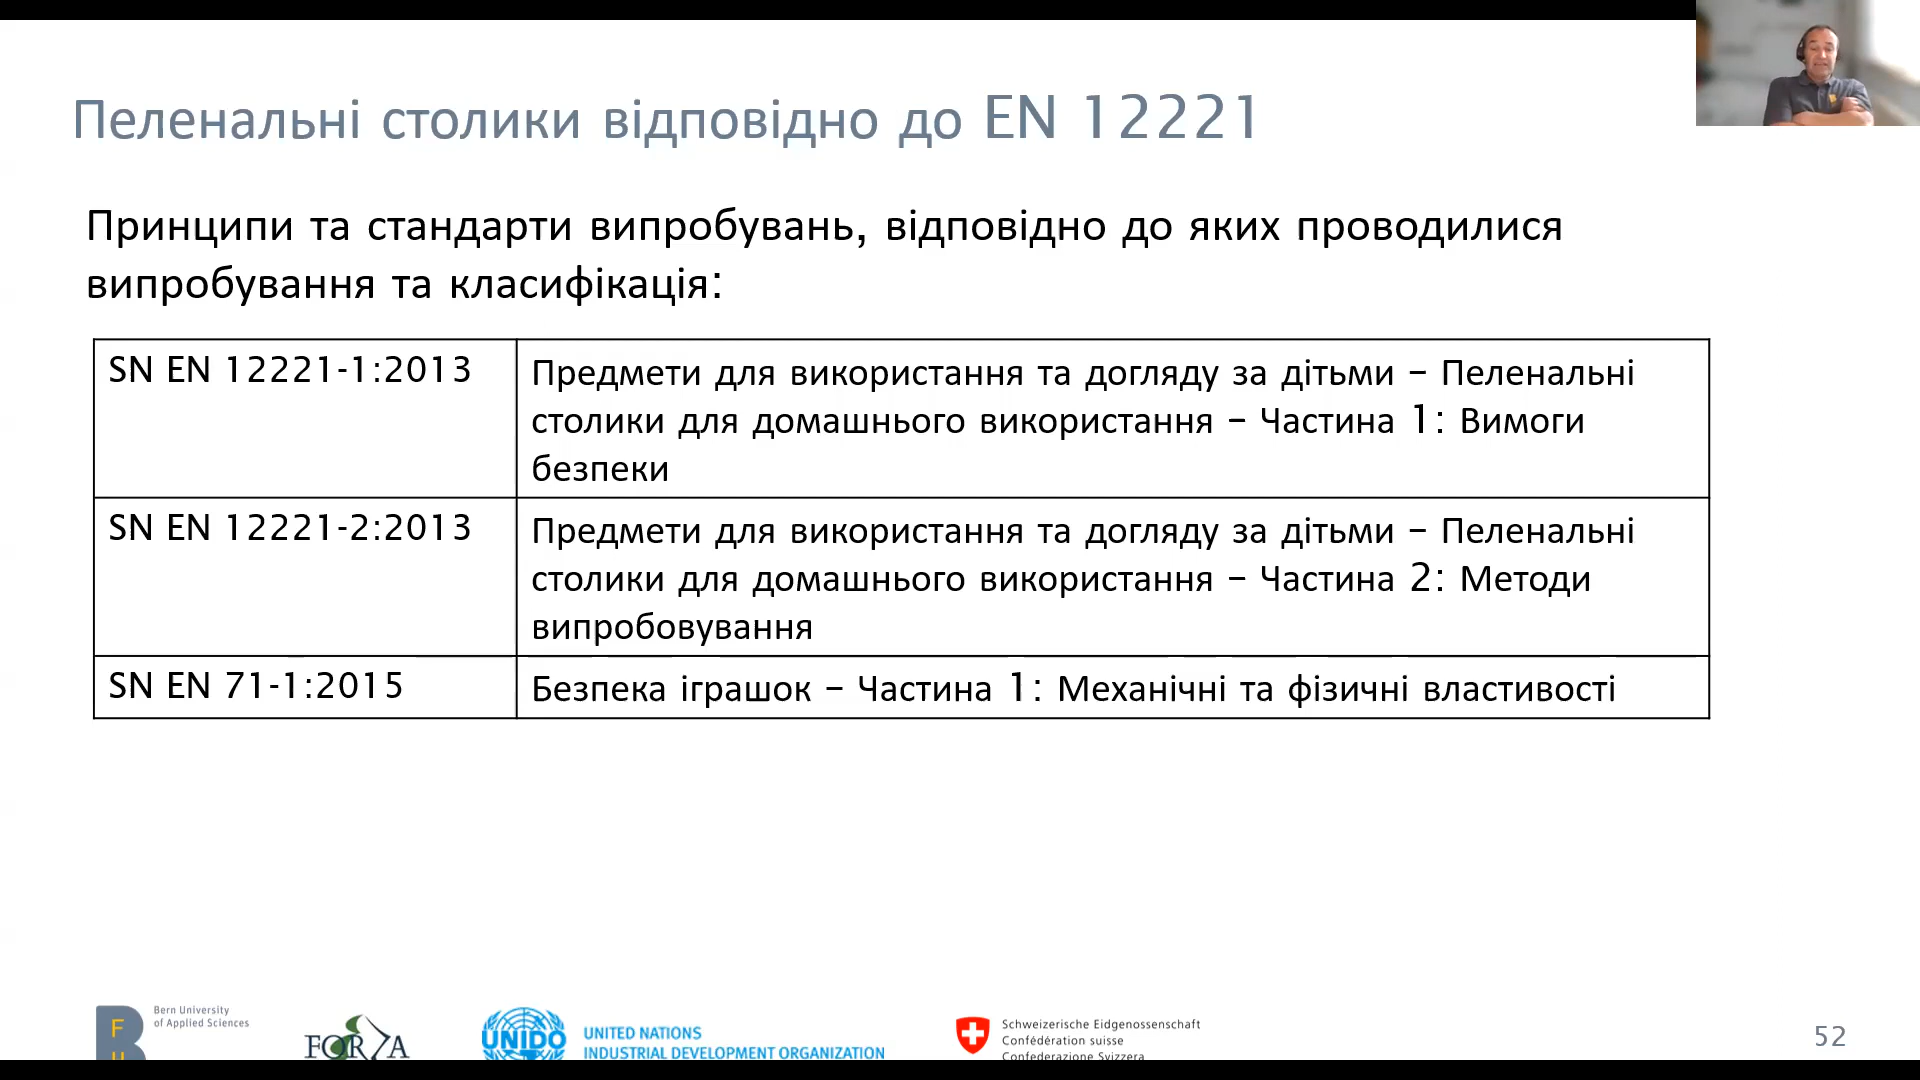 Пеленальні столики відповідно до EN 12221
Принципи та стандарти випробувань, відповідно до яких проводилися
випробування та класифікація:
SN EN 12221-1:2013
Предмети для використання та догляду за дітьми – Пеленальні
столики для домашнього використання – Частина 1: Вимоги
безпеки
SN EN 12221-2:2013
Предмети для використання та догляду за дітьми – Пеленальні
столики для домашнього використання – Частина 2: Методи
випробовування
SN EN 71-1:2015
Безпека іграшок – Частина 1: Механічні та фізичні властивості
Bern University
of Applied Sciences
F
FORZA
UNIDO
UNITED NATIONS
INDUSTRIAL DEVELOPMENT ORGANIZATION
Schweizerische Eidgenossenschaft
Confédération suisse
Confederazione Svizzera
52